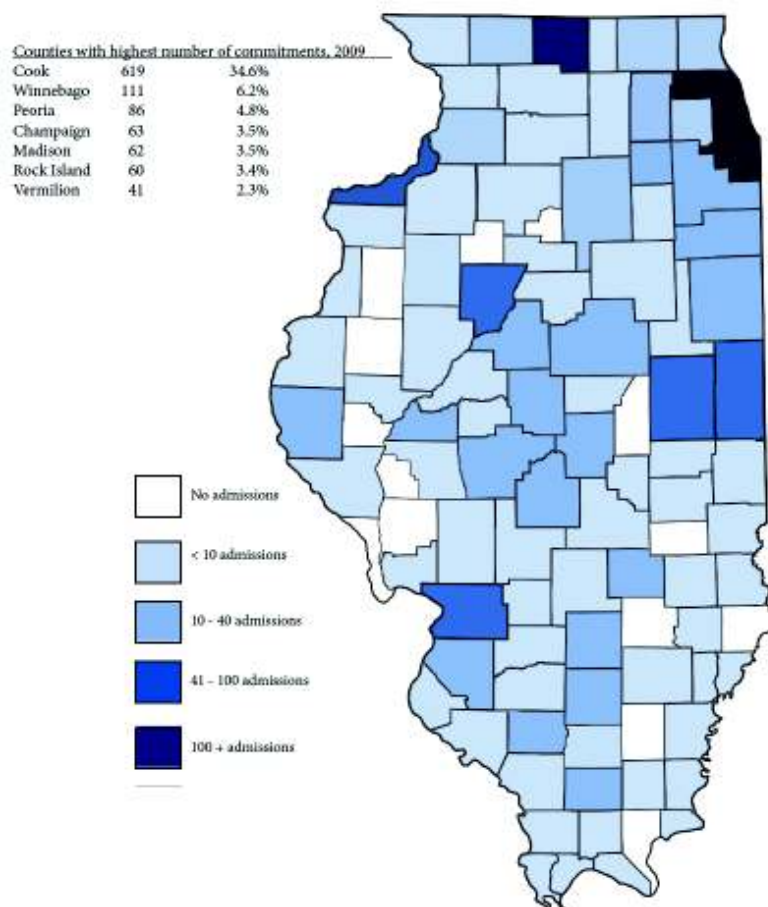 Counties with highest number of commitments, 2009
Cook 619 34.6%
Winnebago 111 6.2%
Peoria 86 4.8%
Champaign 63 3.5%
Madison 62 3.5%
Rock Island 60 3.4%
Vermilion 41 2.3%
No admissions
< 10 admissions
10 - 40 admissions
41 - 100 admissions
100 + admissions